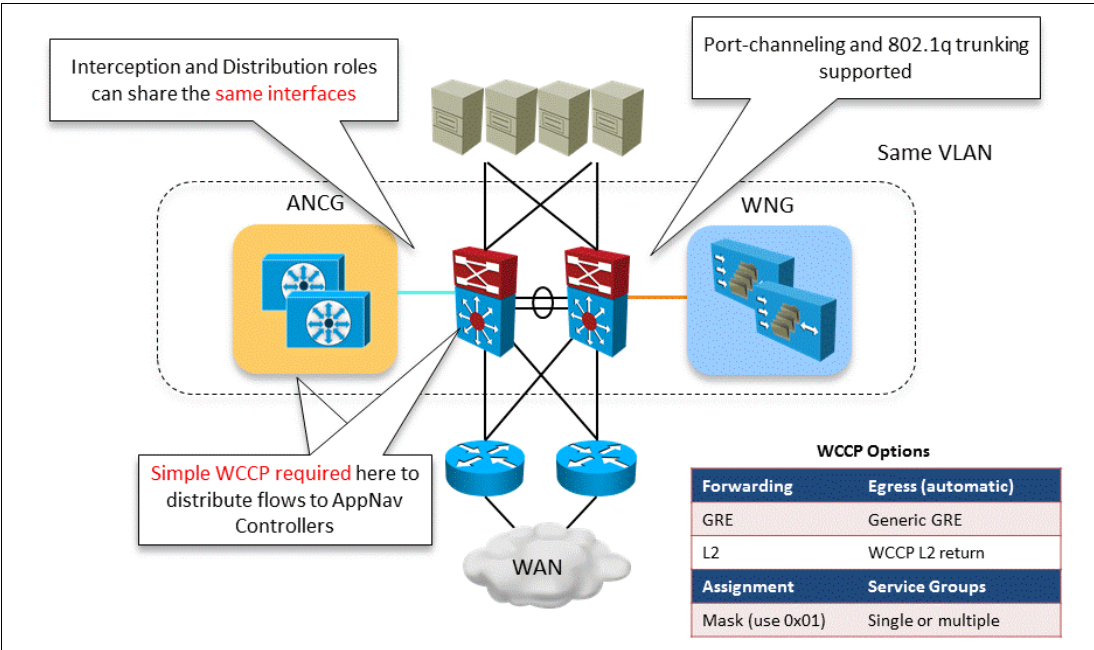 Interception and Distribution roles
can share the same interfaces
Port-channeling and 802.1q trunking
supported
Same VLAN
ANCG
WNG
Simple WCCP required here to
distribute flows to AppNav
Controllers
WAN
WCCP Options
Forwarding Egress (automatic)
GRE Generic GRE
L2 WCCP L2 return
Assignment Service Groups
Mask (use 0x01) Single or multiple